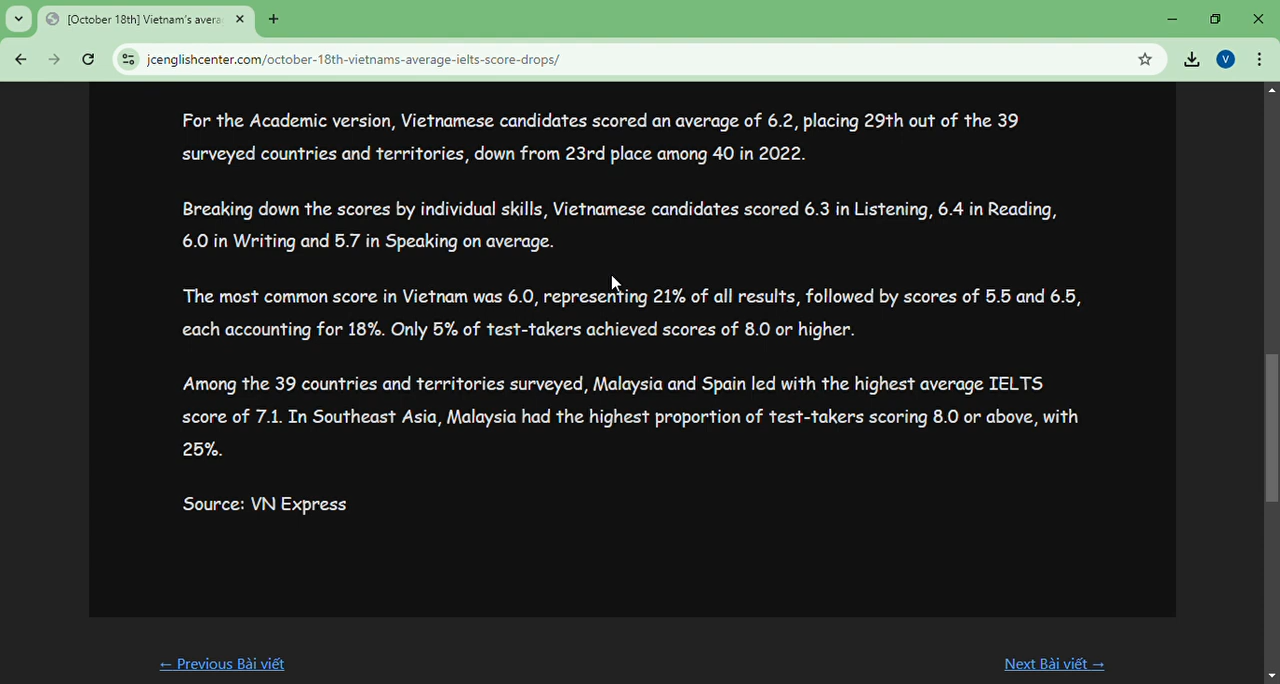 [October 18th] Vietnam's avera
jcenglishcenter.com/october-18th-vietnams-average-ielts-score-drops/
V
For the Academic version, Vietnamese candidates scored an average of 6.2, placing 29th out of the 39
surveyed countries and territories, down from 23rd place among 40 in 2022.
Breaking down the scores by individual skills, Vietnamese candidates scored 6.3 in Listening, 6.4 in Reading,
6.0 in Writing and 5.7 in Speaking on average.
The most common score in Vietnam was 6.0, representing 21% of all results, followed by scores of 5.5 and 6.5,
each accounting for 18%. Only 5% of test-takers achieved scores of 8.0 or higher.
Among the 39 countries and territories surveyed, Malaysia and Spain led with the highest average IELTS
score of 7.1. In Southeast Asia, Malaysia had the highest proportion of test-takers scoring 8.0 or above, with
25%.
Source: VN Express
← Previous Bài viết
Next Bài viết →